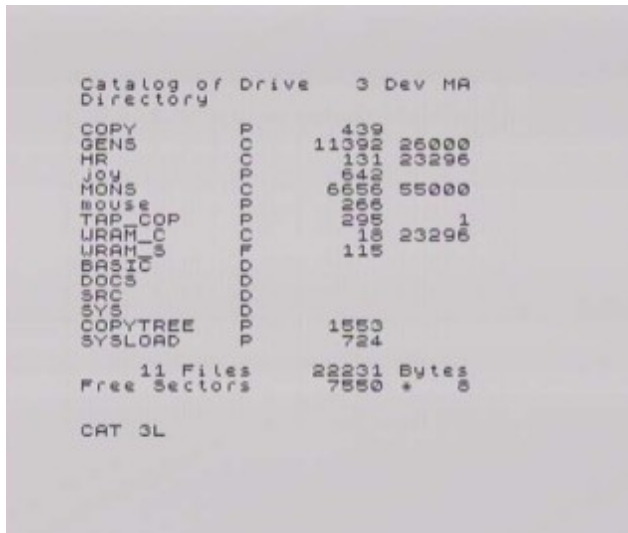 Catalog of Drive 3 Dev MA
Directory
COPY P 439
GENS C 11392 26000
HR C 131 23296
joy P 642
MONS C 6656 55000
mouse P 266
TAP_COP P 295 1
WRAM_C C 18 23296
WRAM_S F 115
BASIC D
DOCS D
SRC D
SYS D
COPYTREE P 1553
SYSLOAD P 724
11 Files 22231 Bytes
Free Sectors 7550 * 8
CAT 3L